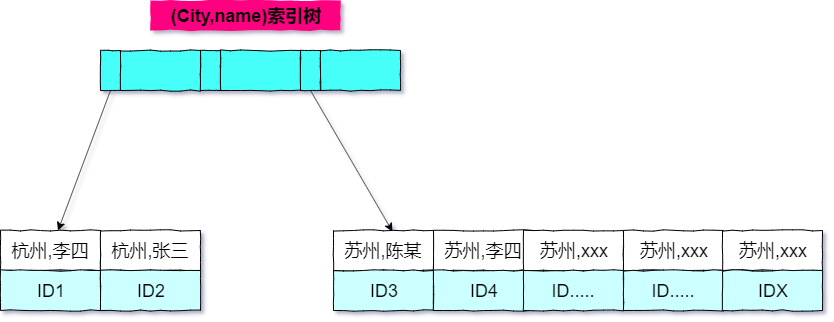 (City,name)索引树
杭州,李四 杭州,张三 苏州,陈某 苏州,李四 苏州,xxx 苏州,xxx 苏州,xxx
ID1 ID2 ID3 ID4 ID..... ID..... IDX